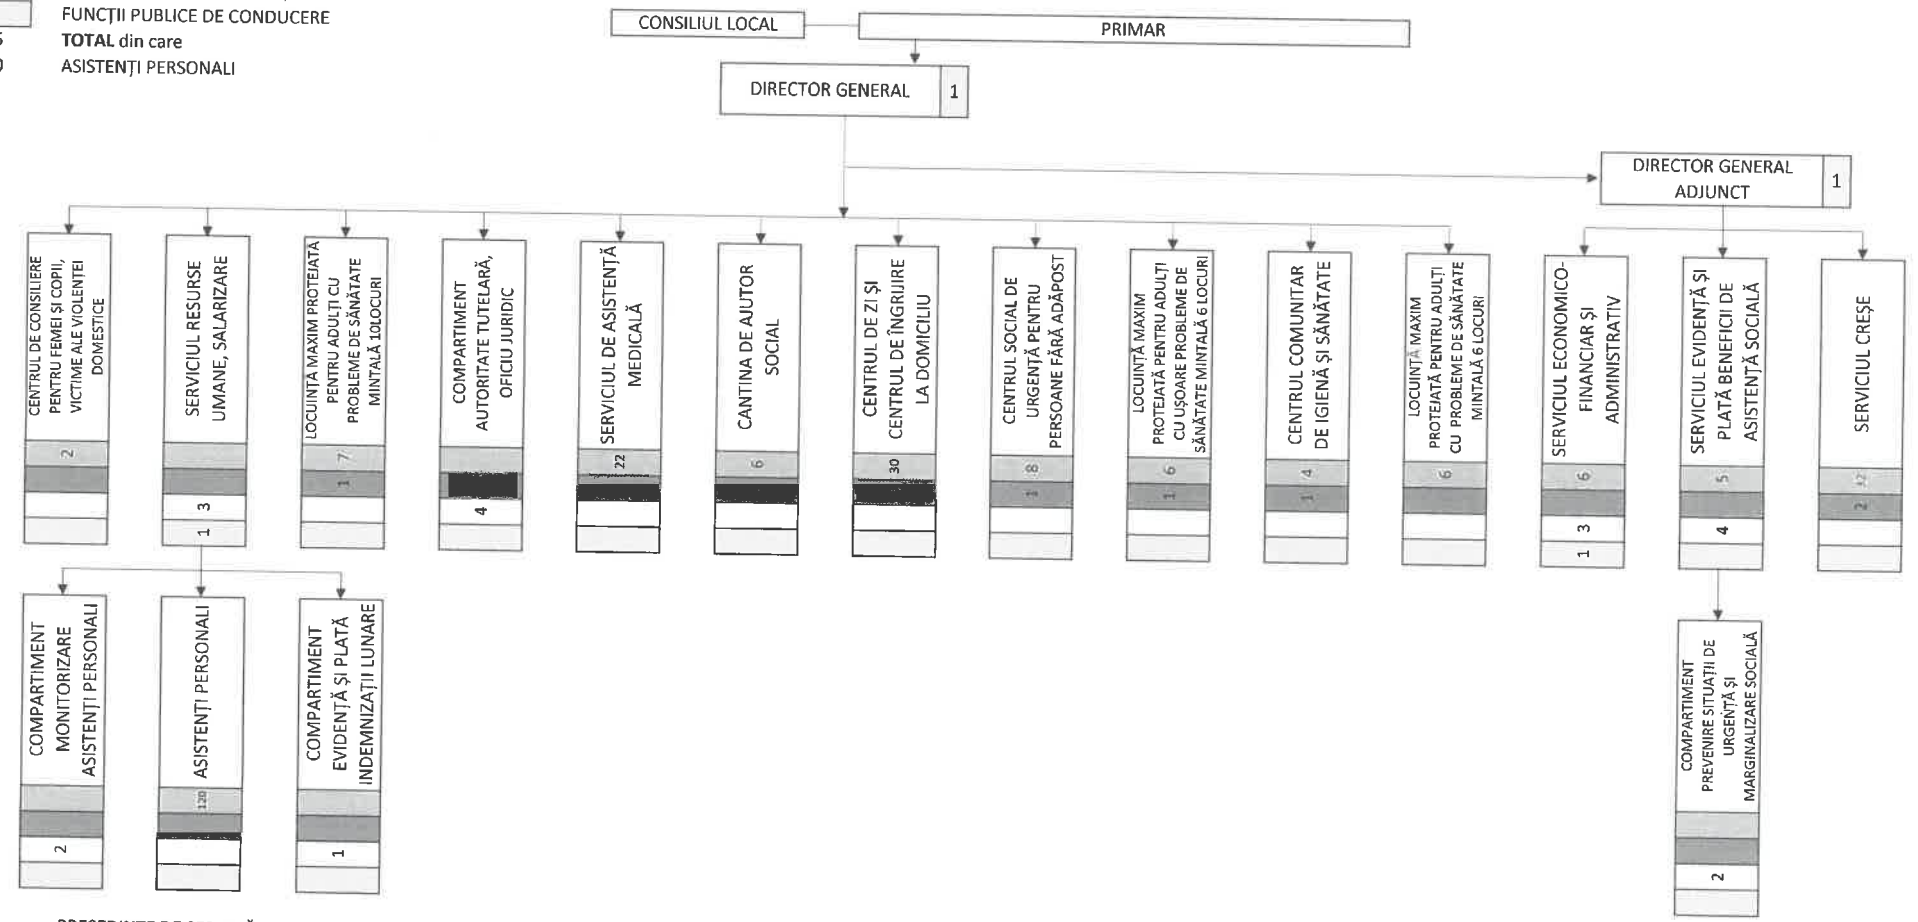 FUNCȚII PUBLICE DE CONDUCERE
TOTAL din care
ASISTENȚI PERSONALI
CONSILIUL LOCAL
PRIMAR
DIRECTOR GENERAL
1
DIRECTOR GENERAL
ADJUNCT
1
CENTRUL DE CONSILIERE
PENTRU FEMEI ȘI COPII,
VICTIME ALE VIOLENȚEI
DOMESTICE
2
SERVICIUL RESURSE
UMANE, SALARIZARE
3
1
LOCUINȚĂ MAXIM PROTEJATĂ
PENTRU ADULȚI CU
PROBLEME DE SĂNĂTATE
MINTALĂ 10LOCURI
7
1
COMPARTIMENT
AUTORITATE TUTELARĂ,
OFICIU JURIDIC
4
SERVICIUL DE ASISTENȚĂ
MEDICALĂ
22
CANTINA DE AJUTOR
SOCIAL
6
CENTRUL DE ZI ȘI
CENTRUL DE ÎNGRIJIRE
LA DOMICILIU
30
CENTRUL SOCIAL DE
URGENȚĂ PENTRU
PERSOANE FĂRĂ ADĂPOST
8
1
LOCUINȚĂ MAXIM
PROTEJATĂ PENTRU ADULȚI
CU UȘOARE PROBLEME DE
SĂNĂTATE MINTALĂ 6 LOCURI
6
1
CENTRUL COMUNITAR
DE IGIENĂ ȘI SĂNĂTATE
4
1
LOCUINȚĂ MAXIM
PROTEJATĂ PENTRU ADULȚI
CU PROBLEME DE SĂNĂTATE
MINTALĂ 6 LOCURI
6
SERVICIUL ECONOMICO-
FINANCIAR ȘI
ADMINISTRATIV
6
3
1
SERVICIUL EVIDENȚĂ ȘI
PLATĂ BENEFICII DE
ASISTENȚĂ SOCIALĂ
5
4
SERVICIUL CREȘE
2
COMPARTIMENT
MONITORIZARE
ASISTENȚI PERSONALI
2
ASISTENȚI PERSONALI
120
COMPARTIMENT
EVIDENȚĂ ȘI PLATĂ
INDEMNIZAȚII LUNARE
1
COMPARTIMENT
PREVENIRE SITUAȚII DE
URGENȚĂ ȘI
MARGINALIZARE SOCIALĂ
2